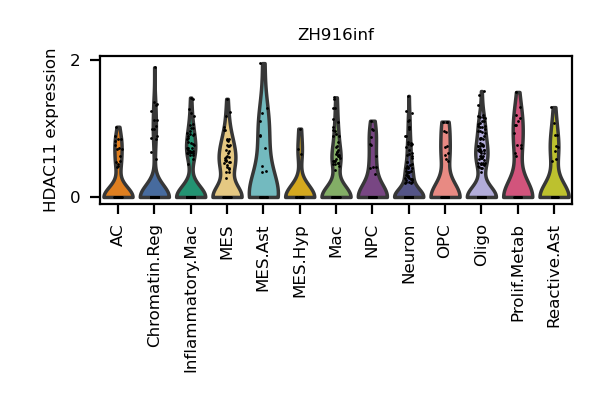 ZH916inf
HDAC11 expression
2
0
AC
Chromatin.Reg
Inflammatory.Mac
MES
MES.Ast
MES.Hyp
Mac
NPC
Neuron
OPC
Oligo
Prolif.Metab
Reactive.Ast